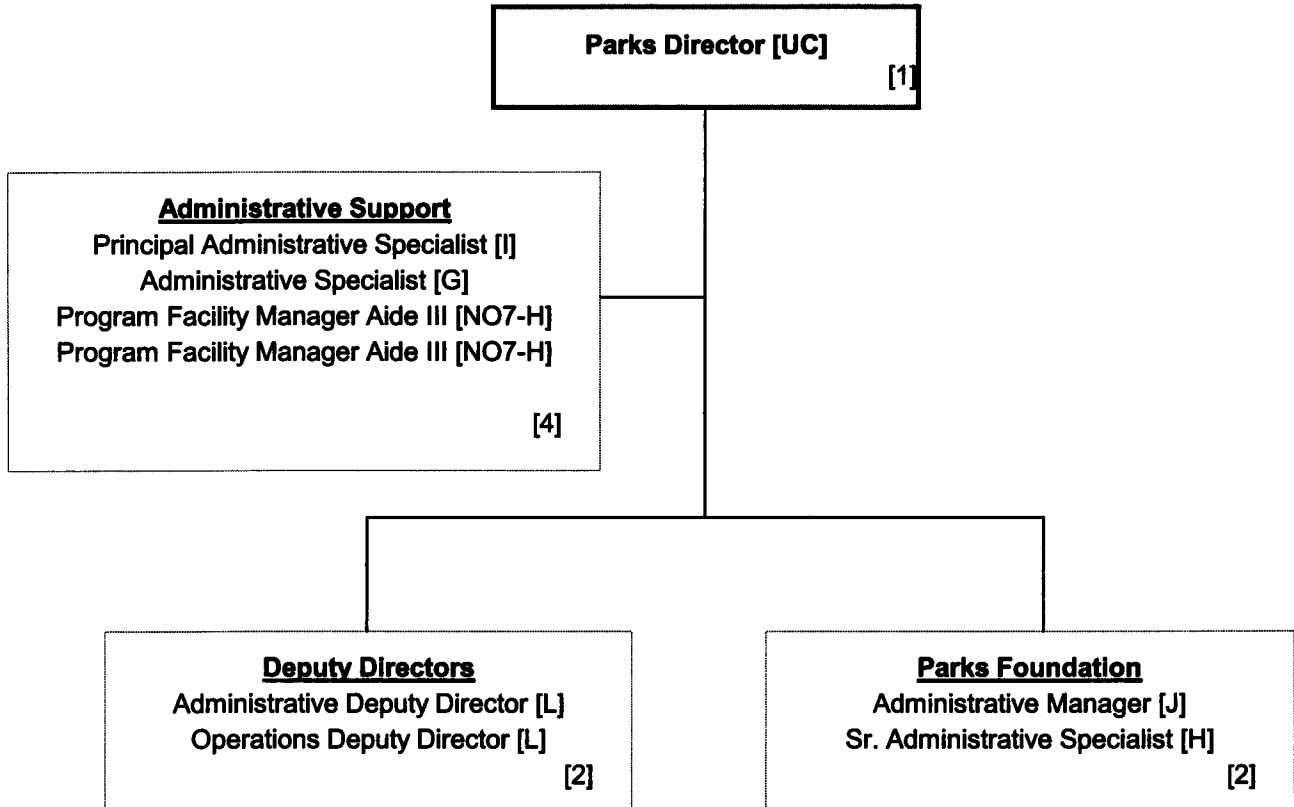 Parks Director [UC]
[1]
Administrative Support
Principal Administrative Specialist [I]
Administrative Specialist [G]
Program Facility Manager Aide III [NO7-H]
Program Facility Manager Aide III [NO7-H]
[4]
Deputy Directors
Administrative Deputy Director [L]
Operations Deputy Director [L]
[2]
Parks Foundation
Administrative Manager [J]
Sr. Administrative Specialist [H]
[2]